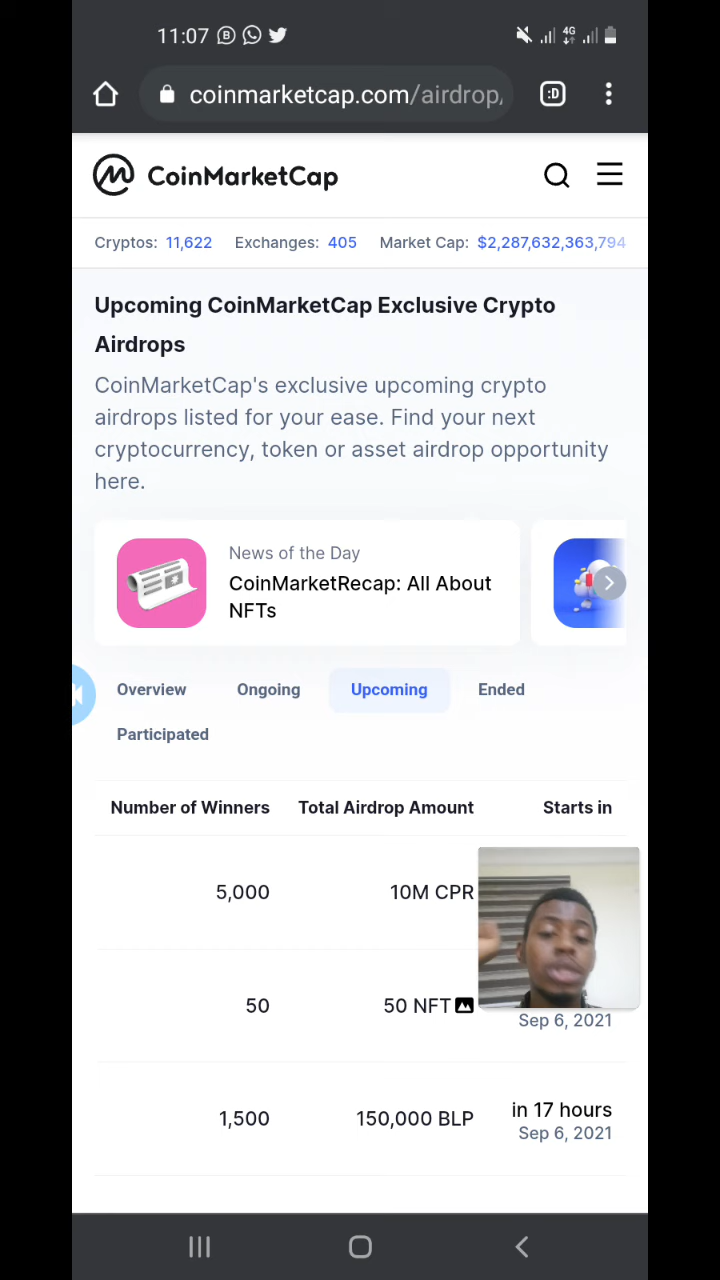 11:07
4G
coinmarketcap.com/airdrop
:D
CoinMarketCap
Cryptos: 11,622 Exchanges: 405 Market Cap: $2,287,632,363,794
Upcoming CoinMarketCap Exclusive Crypto
Airdrops
CoinMarketCap's exclusive upcoming crypto
airdrops listed for your ease. Find your next
cryptocurrency, token or asset airdrop opportunity
here.
News of the Day
CoinMarketRecap: All About
NFTs
Overview Ongoing Upcoming Ended
Participated
Number of Winners Total Airdrop Amount Starts in
5,000 10M CPR
50 50 NFT
Sep 6, 2021
1,500 150,000 BLP in 17 hours
Sep 6, 2021